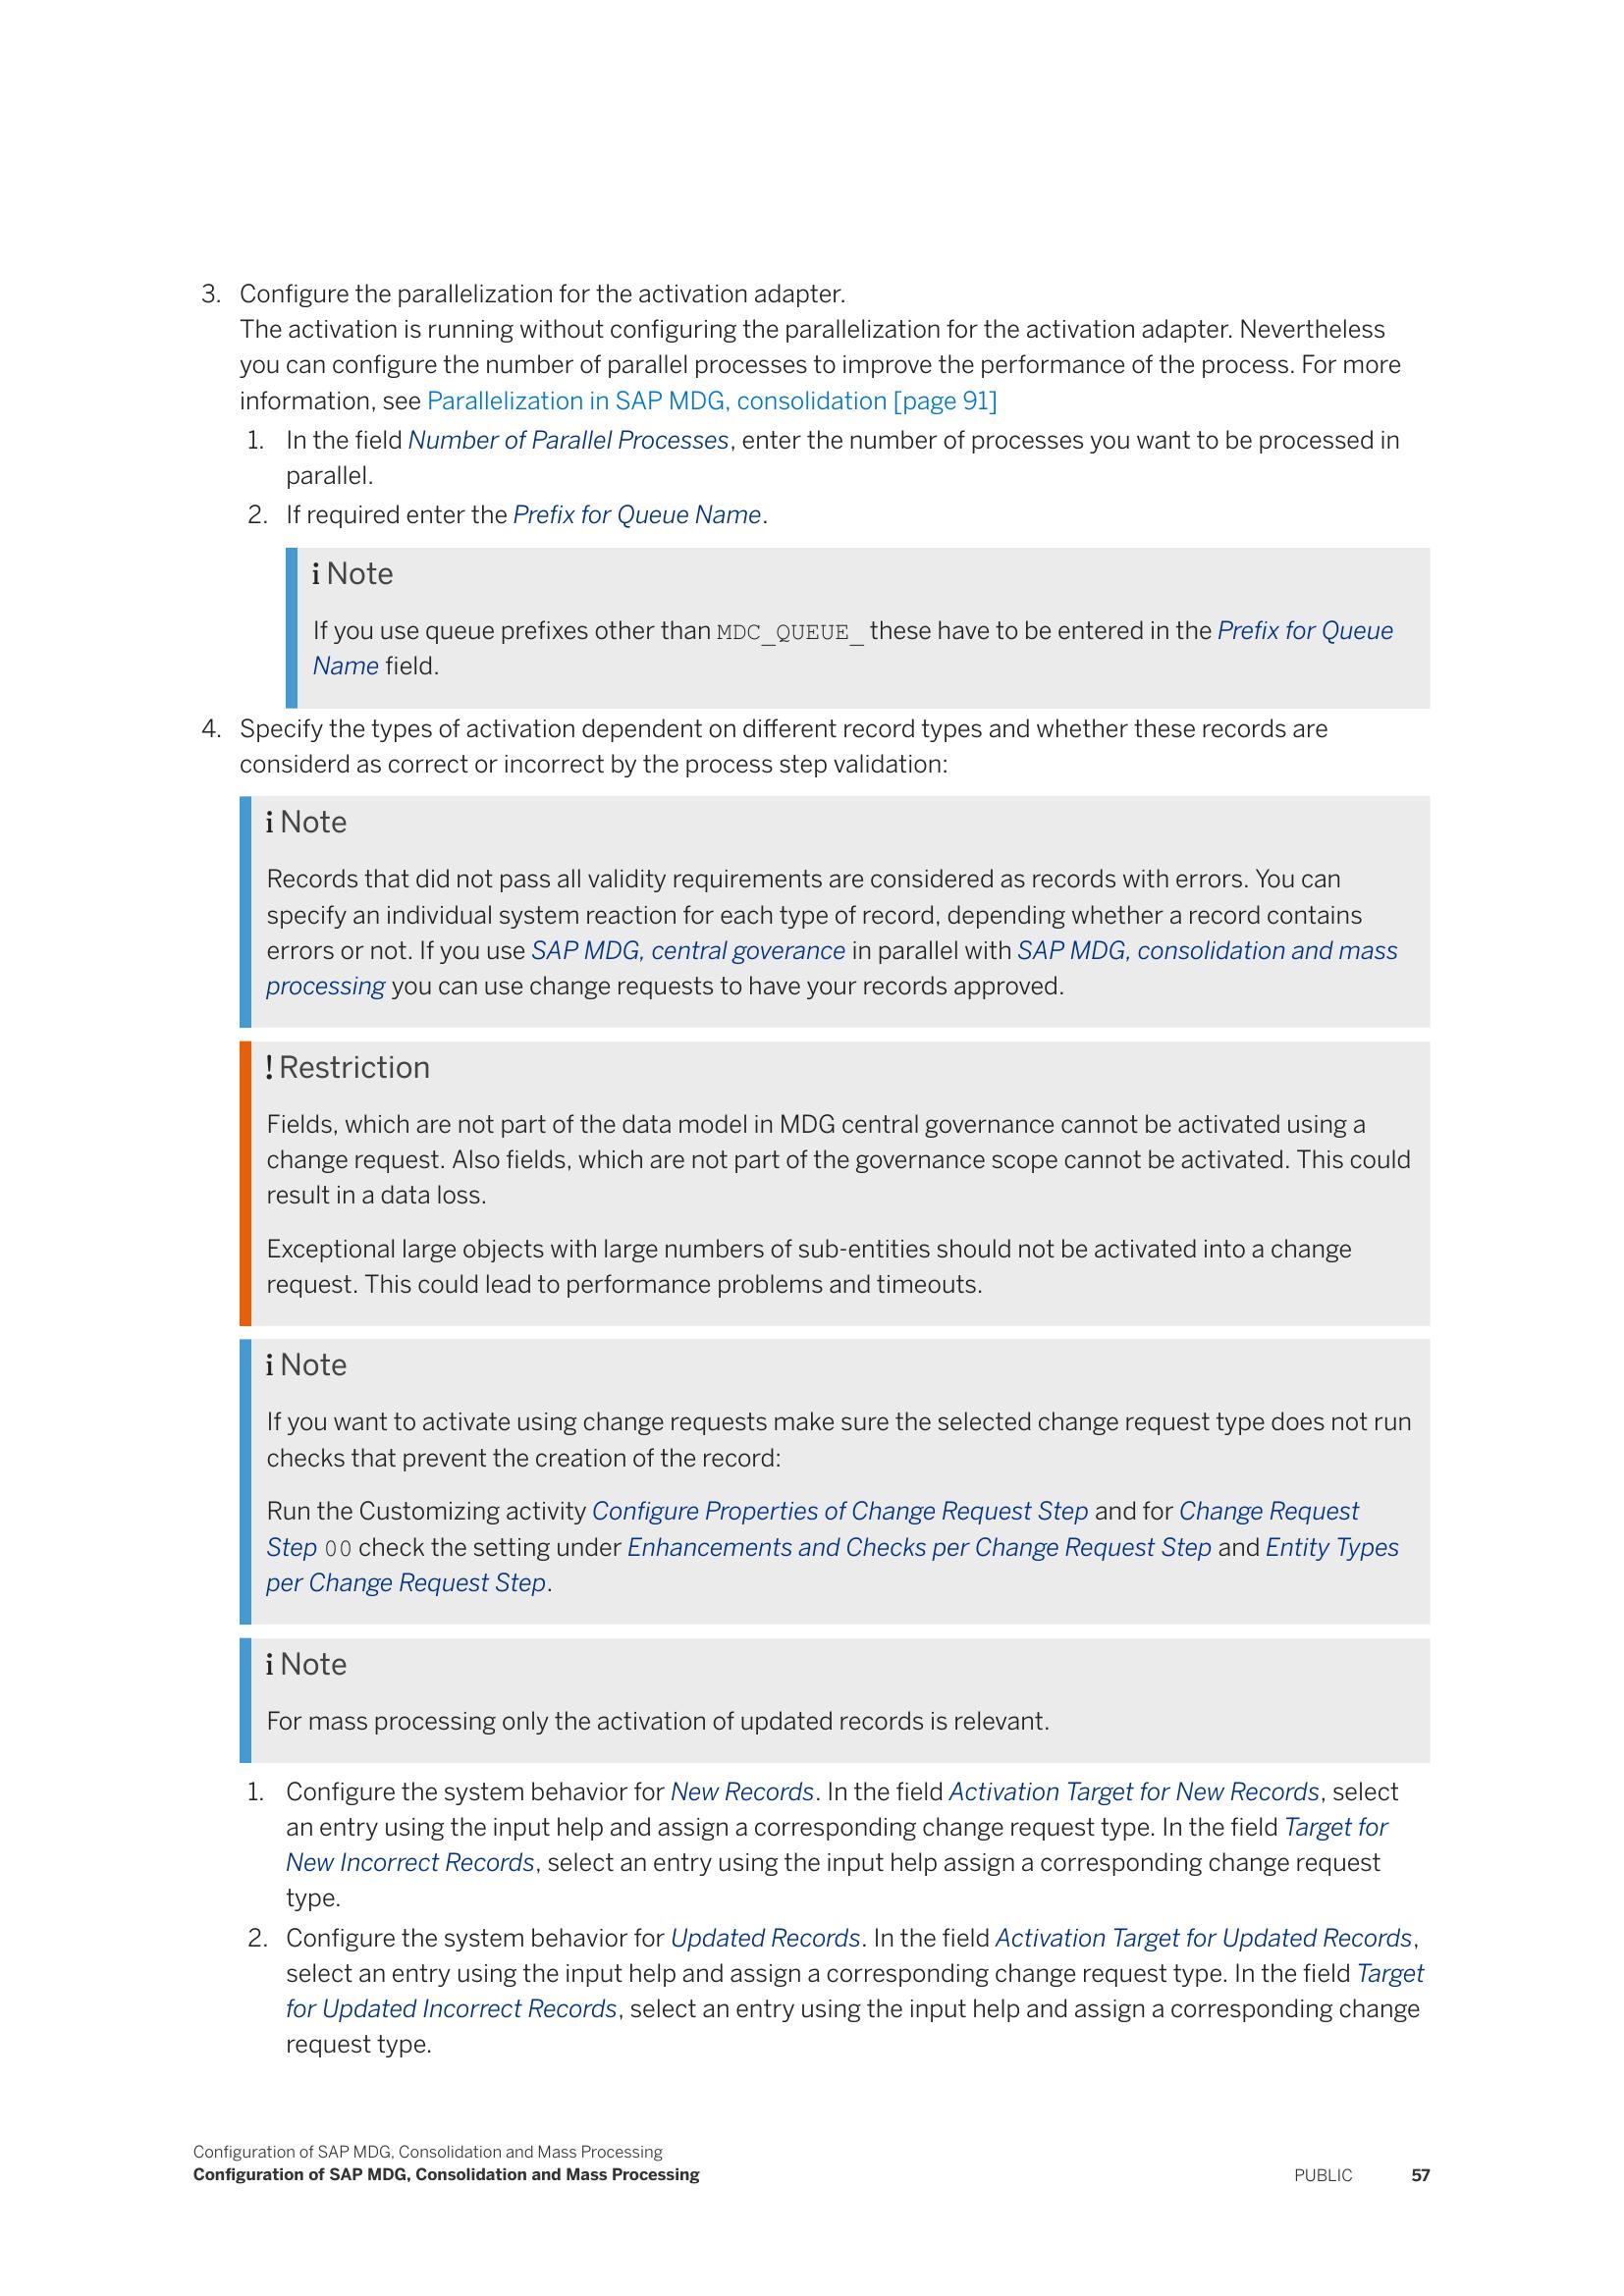 3. Configure the parallelization for the activation adapter.
The activation is running without configuring the parallelization for the activation adapter. Nevertheless
you can configure the number of parallel processes to improve the performance of the process. For more
information, see Parallelization in SAP MDG, consolidation [page 91]
1. In the field Number of Parallel Processes, enter the number of processes you want to be processed in
parallel.
2. If required enter the Prefix for Queue Name.
i Note
If you use queue prefixes other than MDC_QUEUE_ these have to be entered in the Prefix for Queue
Name field.
4. Specify the types of activation dependent on different record types and whether these records are
considerd as correct or incorrect by the process step validation:
i Note
Records that did not pass all validity requirements are considered as records with errors. You can
specify an individual system reaction for each type of record, depending whether a record contains
errors or not. If you use SAP MDG, central goverance in parallel with SAP MDG, consolidation and mass
processing you can use change requests to have your records approved.
! Restriction
Fields, which are not part of the data model in MDG central governance cannot be activated using a
change request. Also fields, which are not part of the governance scope cannot be activated. This could
result in a data loss.
Exceptional large objects with large numbers of sub-entities should not be activated into a change
request. This could lead to performance problems and timeouts.
i Note
If you want to activate using change requests make sure the selected change request type does not run
checks that prevent the creation of the record:
Run the Customizing activity Configure Properties of Change Request Step and for Change Request
Step 00 check the setting under Enhancements and Checks per Change Request Step and Entity Types
per Change Request Step.
i Note
For mass processing only the activation of updated records is relevant.
1. Configure the system behavior for New Records. In the field Activation Target for New Records, select
an entry using the input help and assign a corresponding change request type. In the field Target for
New Incorrect Records, select an entry using the input help assign a corresponding change request
type.
2. Configure the system behavior for Updated Records. In the field Activation Target for Updated Records,
select an entry using the input help and assign a corresponding change request type. In the field Target
for Updated Incorrect Records, select an entry using the input help and assign a corresponding change
request type.
Configuration of SAP MDG, Consolidation and Mass Processing
Configuration of SAP MDG, Consolidation and Mass Processing PUBLIC 57